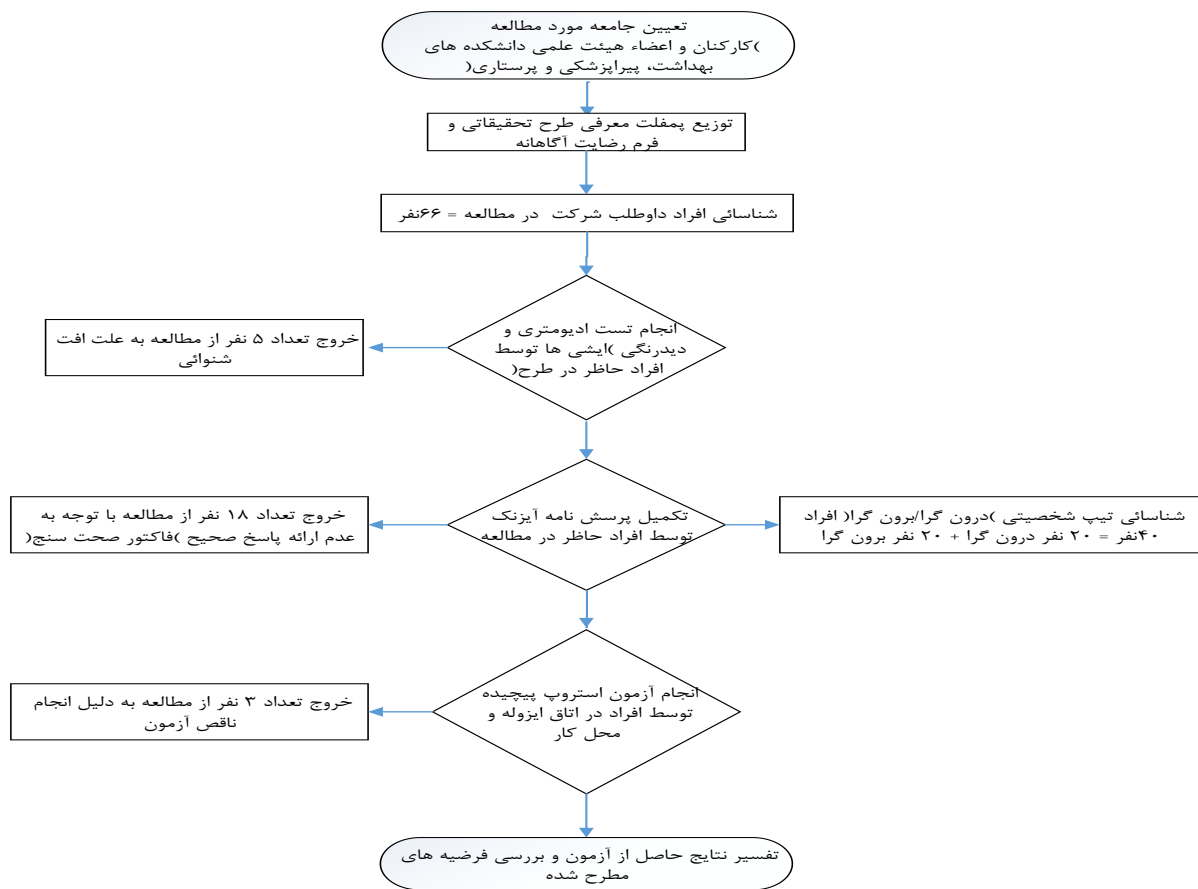 تعیین جامعه مورد مطالعه
)کارکنان و اعضاء هیئت علمی دانشکده های
بهداشت، پیراپزشکی و پرستاری(
توزیع پمفلت معرفی طرح تحقیقاتی و
فرم رضایت آگاهانه
شناسائی افراد داوطلب شرکت در مطالعه = ۶۶نفر
انجام تست ادیومتری و
دیدرنگی )ایشی ها توسط
افراد حاظر در طرح(
خروج تعداد ۵ نفر از مطالعه به علت افت
شنوائی
تکمیل پرسش نامه آیزنک
توسط افراد حاظر در مطالعه
شناسائی تیپ شخصیتی )درون گرا/برون گرا( افراد
۴۰نفر = ۲۰ نفر درون گرا + ۲۰ نفر برون گرا
خروج تعداد ۱۸ نفر از مطالعه با توجه به
عدم ارائه پاسخ صحیح )فاکتور صحت سنج(
انجام آزمون استروپ پیچیده
توسط افراد در اتاق ایزوله و
محل کار
خروج تعداد ۳ نفر از مطالعه به دلیل انجام
ناقص آزمون
تفسیر نتایج حاصل از آزمون و بررسی فرضیه های
مطرح شده